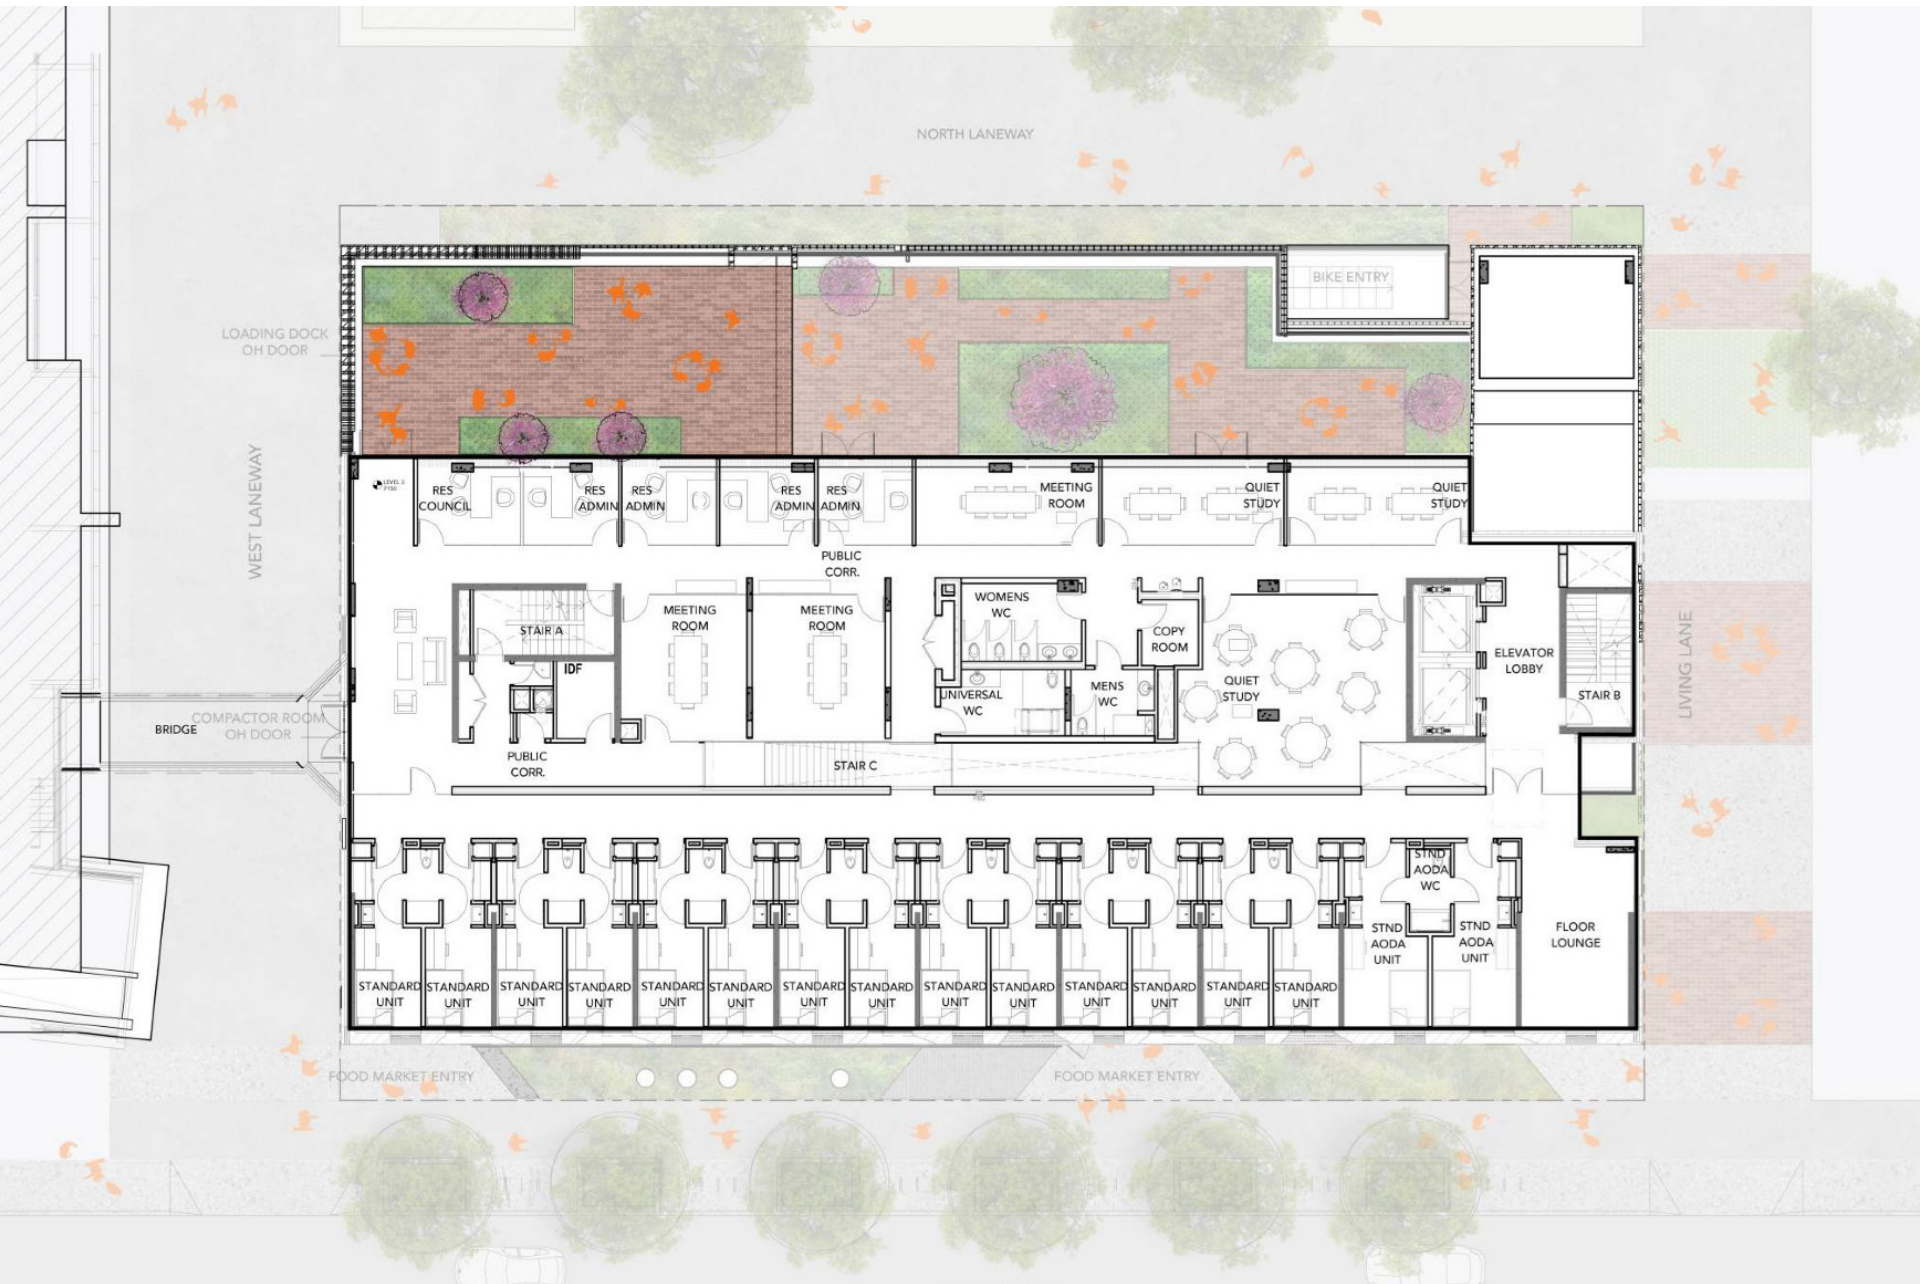 NORTH LANEWAY
BIKE ENTRY
LOADING DOCK
OH DOOR
WEST LANEWAY
LEVEL 3
RES
COUNCIL
RES
ADMIN
RES
ADMIN
RES
ADMIN
RES
ADMIN
MEETING
ROOM
QUIET
STUDY
QUIET
STUDY
PUBLIC
CORR.
STAIR A
IDF
MEETING
ROOM
MEETING
ROOM
WOMENS
WC
COPY
ROOM
UNIVERSAL
WC
MENS
WC
QUIET
STUDY
ELEVATOR
LOBBY
STAIR B
LIVING LANE
BRIDGE
COMPACTOR ROOM
OH DOOR
PUBLIC
CORR.
STAIR C
STND
AODA
WC
STND
AODA
UNIT
STND
AODA
UNIT
FLOOR
LOUNGE
STANDARD
UNIT
STANDARD
UNIT
STANDARD
UNIT
STANDARD
UNIT
STANDARD
UNIT
STANDARD
UNIT
STANDARD
UNIT
STANDARD
UNIT
STANDARD
UNIT
STANDARD
UNIT
STANDARD
UNIT
STANDARD
UNIT
STANDARD
UNIT
STANDARD
UNIT
FOOD MARKET ENTRY
FOOD MARKET ENTRY